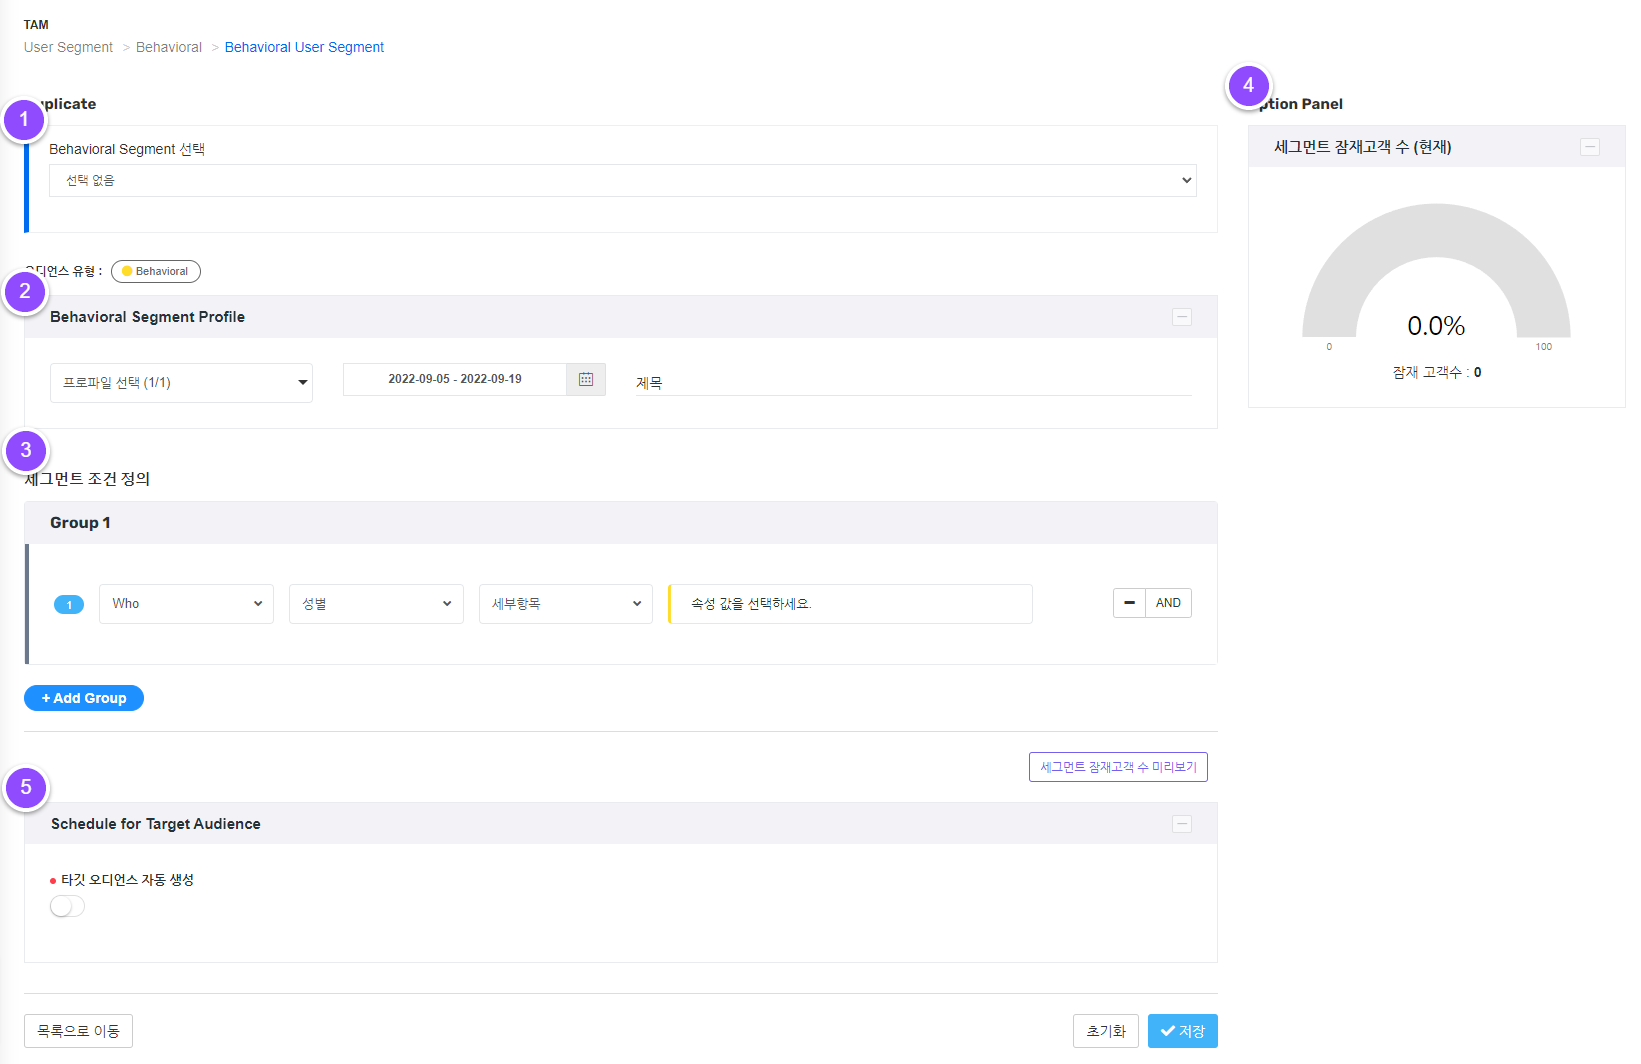 TAM
User Segment > Behavioral > Behavioral User Segment
1
plicate
Behavioral Segment 선택
선택 없음
오디언스 유형 : Behavioral
2
Behavioral Segment Profile
프로파일 선택 (1/1)
2022-09-05 - 2022-09-19
제목
3
세그먼트 조건 정의
Group 1
1 Who 성별 세부항목 속성 값을 선택하세요. AND
+ Add Group
세그먼트 잠재고객 수 미리보기
5
Schedule for Target Audience
타깃 오디언스 자동 생성
목록으로 이동
초기화
저장
4
ption Panel
세그먼트 잠재고객 수 (현재)
0.0%
0 100
잠재 고객수 : 0